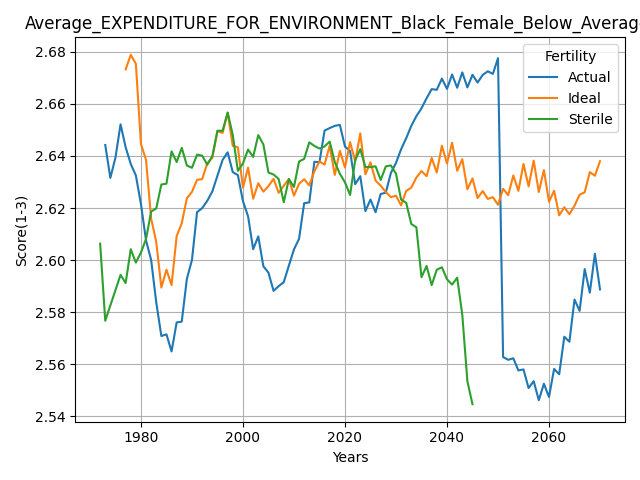 Average_EXPENDITURE_FOR_ENVIRONMENT_Black_Female_Below_Average
Fertility
Actual
Ideal
Sterile
2.68
2.66
2.64
2.62
2.60
2.58
2.56
2.54
Score(1-3)
1980 2000 2020 2040 2060
Years